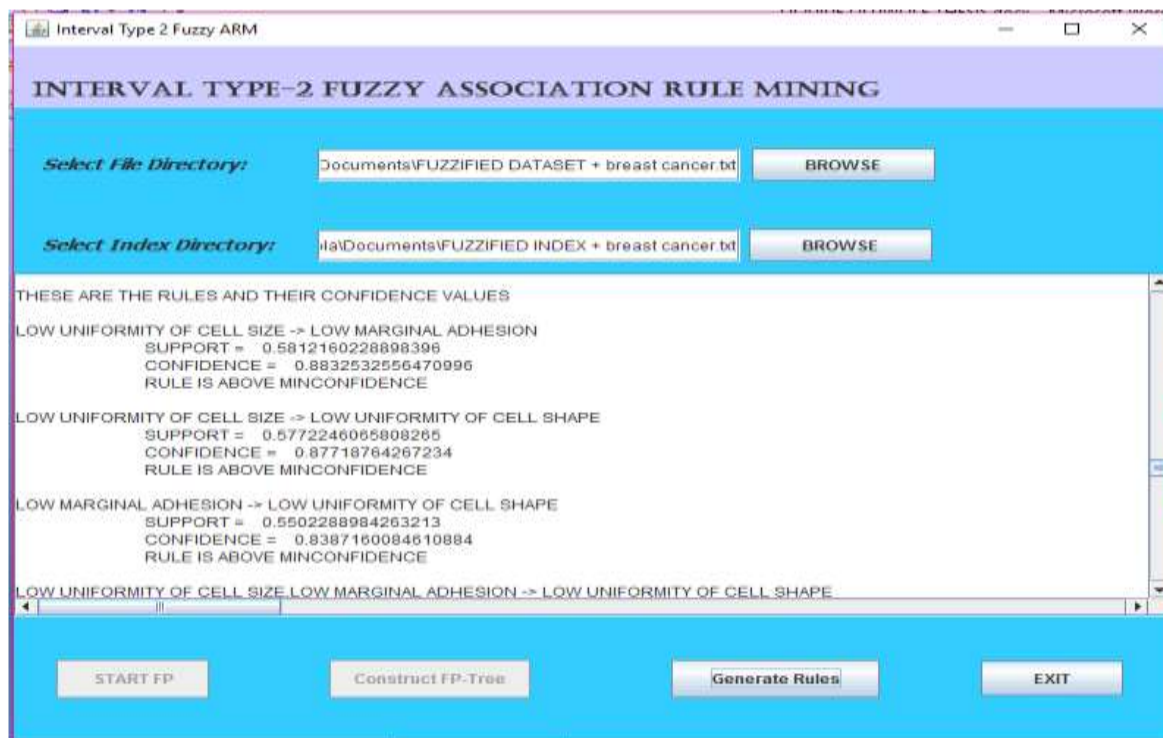 Interval Type 2 Fuzzy ARM
INTERVAL TYPE-2 FUZZY ASSOCIATION RULE MINING
Select File Directory: Documents\FUZZIFIED DATASET + breast cancer.txt BROWSE
Select Index Directory: ıla\Documents\FUZZIFIED INDEX + breast cancer.txt BROWSE
THESE ARE THE RULES AND THEIR CONFIDENCE VALUES
LOW UNIFORMITY OF CELL SIZE -> LOW MARGINAL ADHESION
SUPPORT = 0.5812160228898396
CONFIDENCE = 0.8832532556470996
RULE IS ABOVE MINCONFIDENCE
LOW UNIFORMITY OF CELL SIZE -> LOW UNIFORMITY OF CELL SHAPE
SUPPORT = 0.5772246065808265
CONFIDENCE = 0.87718764267234
RULE IS ABOVE MINCONFIDENCE
LOW MARGINAL ADHESION -> LOW UNIFORMITY OF CELL SHAPE
SUPPORT = 0.5502288984263213
CONFIDENCE = 0.8387160084610884
RULE IS ABOVE MINCONFIDENCE
LOW UNIFORMITY OF CELL SIZE,LOW MARGINAL ADHESION -> LOW UNIFORMITY OF CELL SHAPE
START FP Construct FP-Tree Generate Rules EXIT